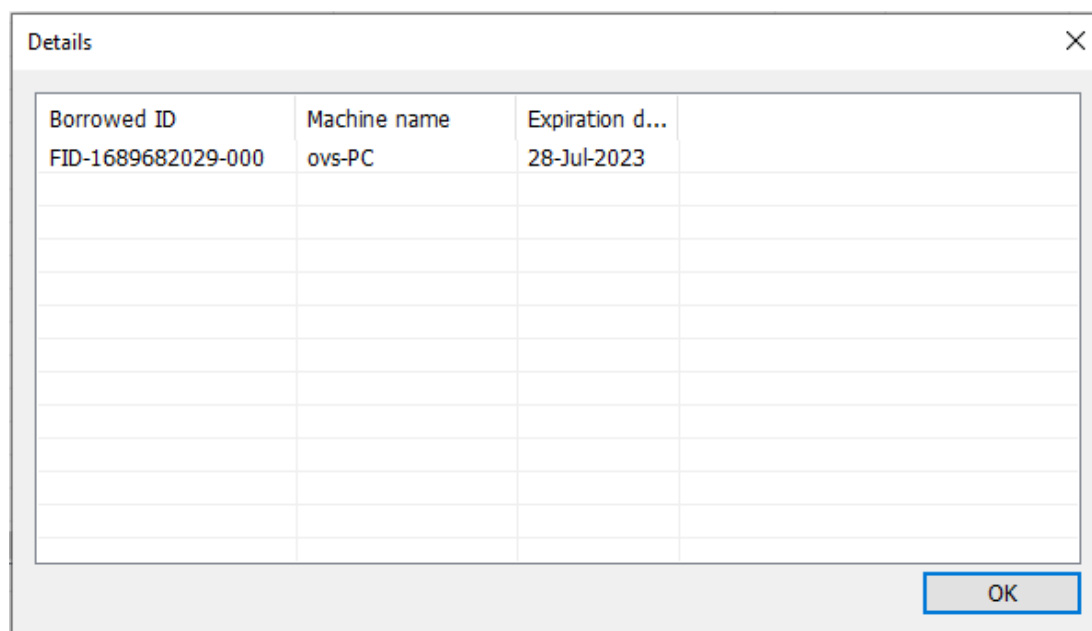 Details
Borrowed ID Machine name Expiration d...
FID-1689682029-000 ovs-PC 28-Jul-2023
OK